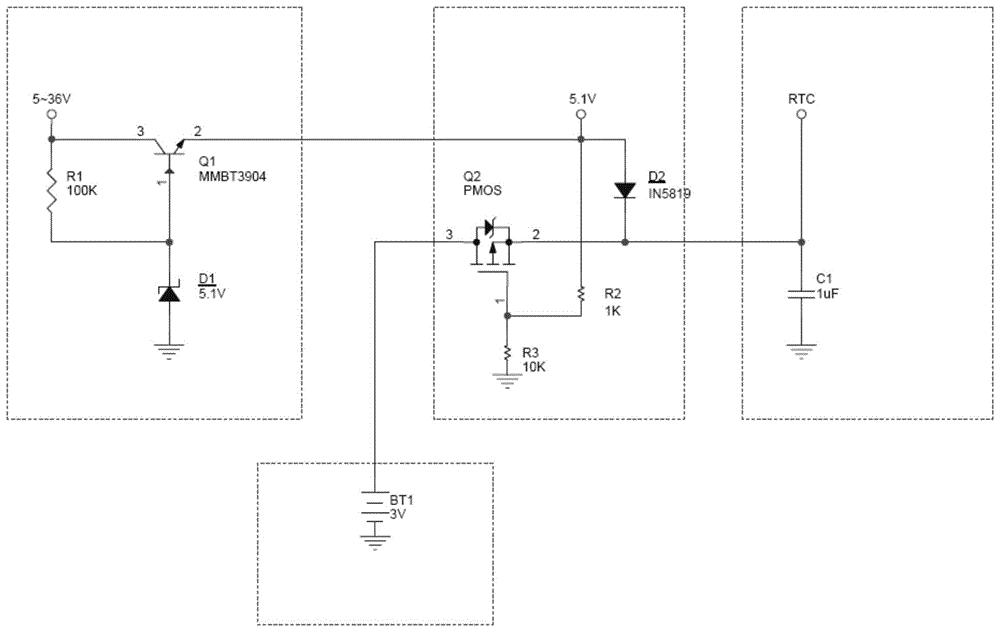 5~36V
3
2
Q1
MMBT3904
1
R1
100K
D1
5.1V
5.1V
Q2
PMOS
D2
IN5819
3
2
1
R2
1K
R3
10K
RTC
C1
1uF
BT1
3V